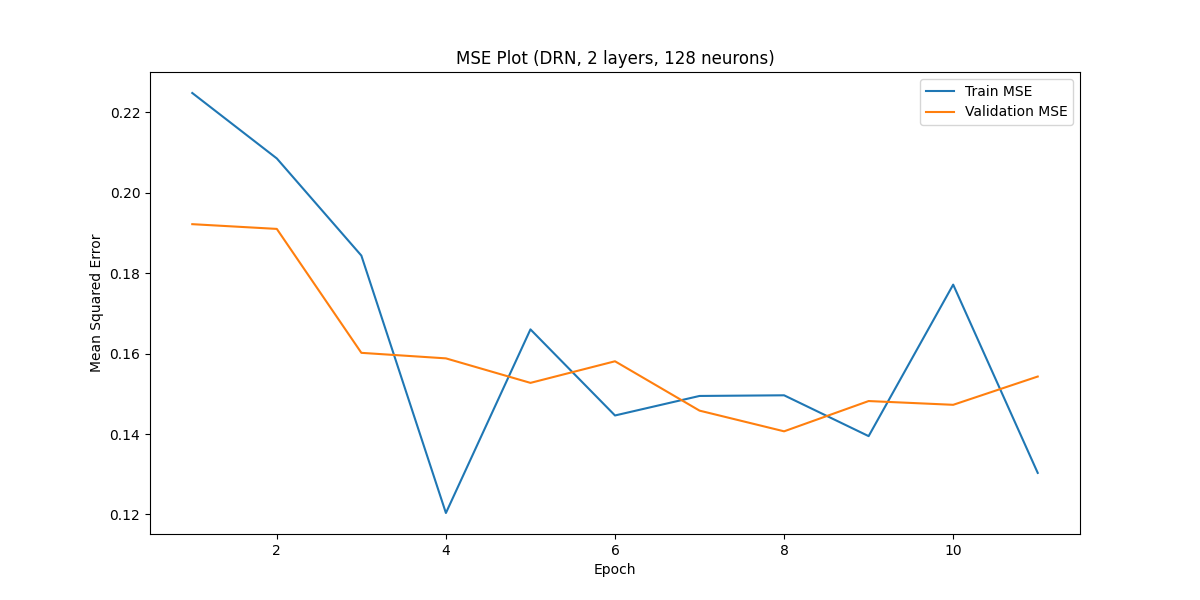 MSE Plot (DRN, 2 layers, 128 neurons)
Train MSE
Validation MSE
Mean Squared Error
0.22
0.20
0.18
0.16
0.14
0.12
2 4 6 8 10
Epoch